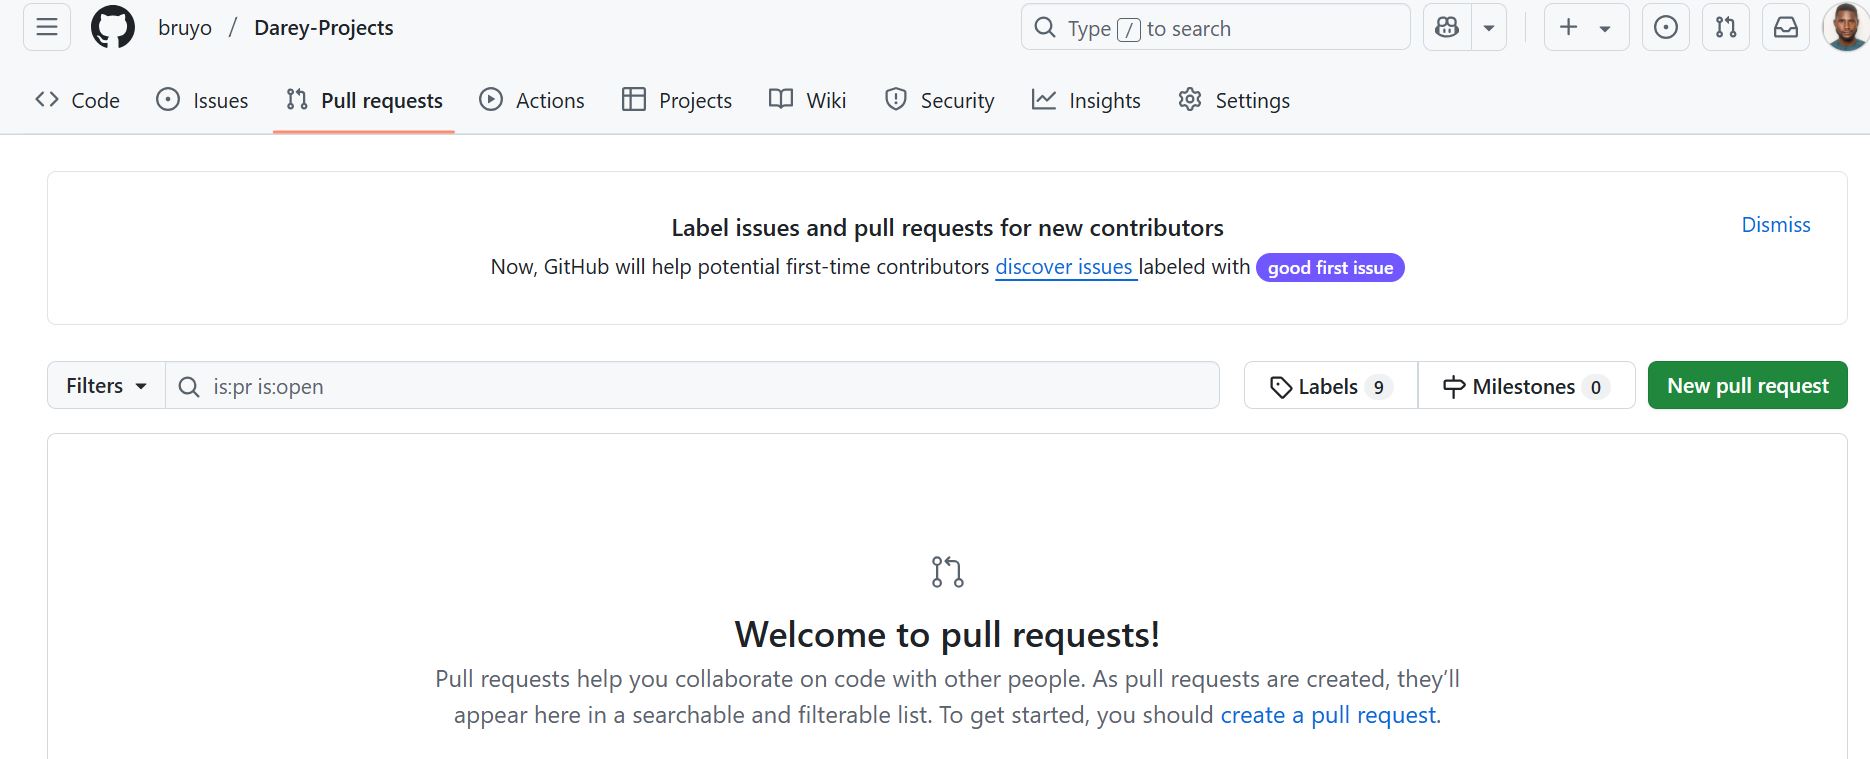 bruyo / Darey-Projects
Type / to search
Code
Issues
Pull requests
Actions
Projects
Wiki
Security
Insights
Settings
Label issues and pull requests for new contributors
Dismiss
Now, GitHub will help potential first-time contributors discover issues labeled with good first issue
Filters
is:pr is:open
Labels 9
Milestones 0
New pull request
Welcome to pull requests!
Pull requests help you collaborate on code with other people. As pull requests are created, they’ll
appear here in a searchable and filterable list. To get started, you should create a pull request.